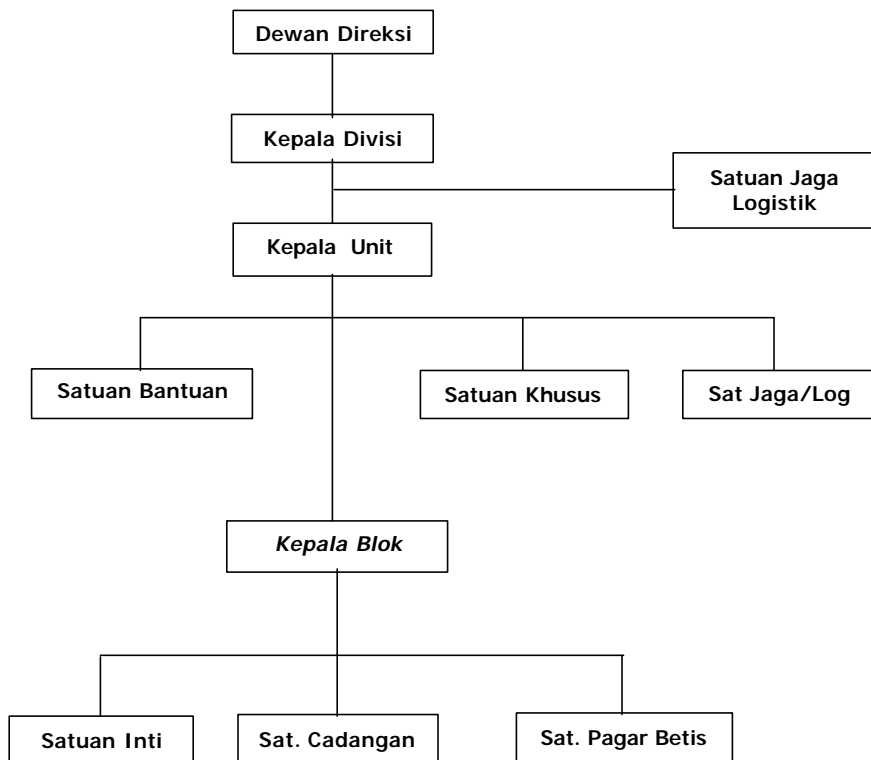 Dewan Direksi
Kepala Divisi
Satuan Jaga
Logistik
Kepala Unit
Satuan Bantuan
Satuan Khusus
Sat Jaga/Log
Kepala Blok
Satuan Inti
Sat. Cadangan
Sat. Pagar Betis